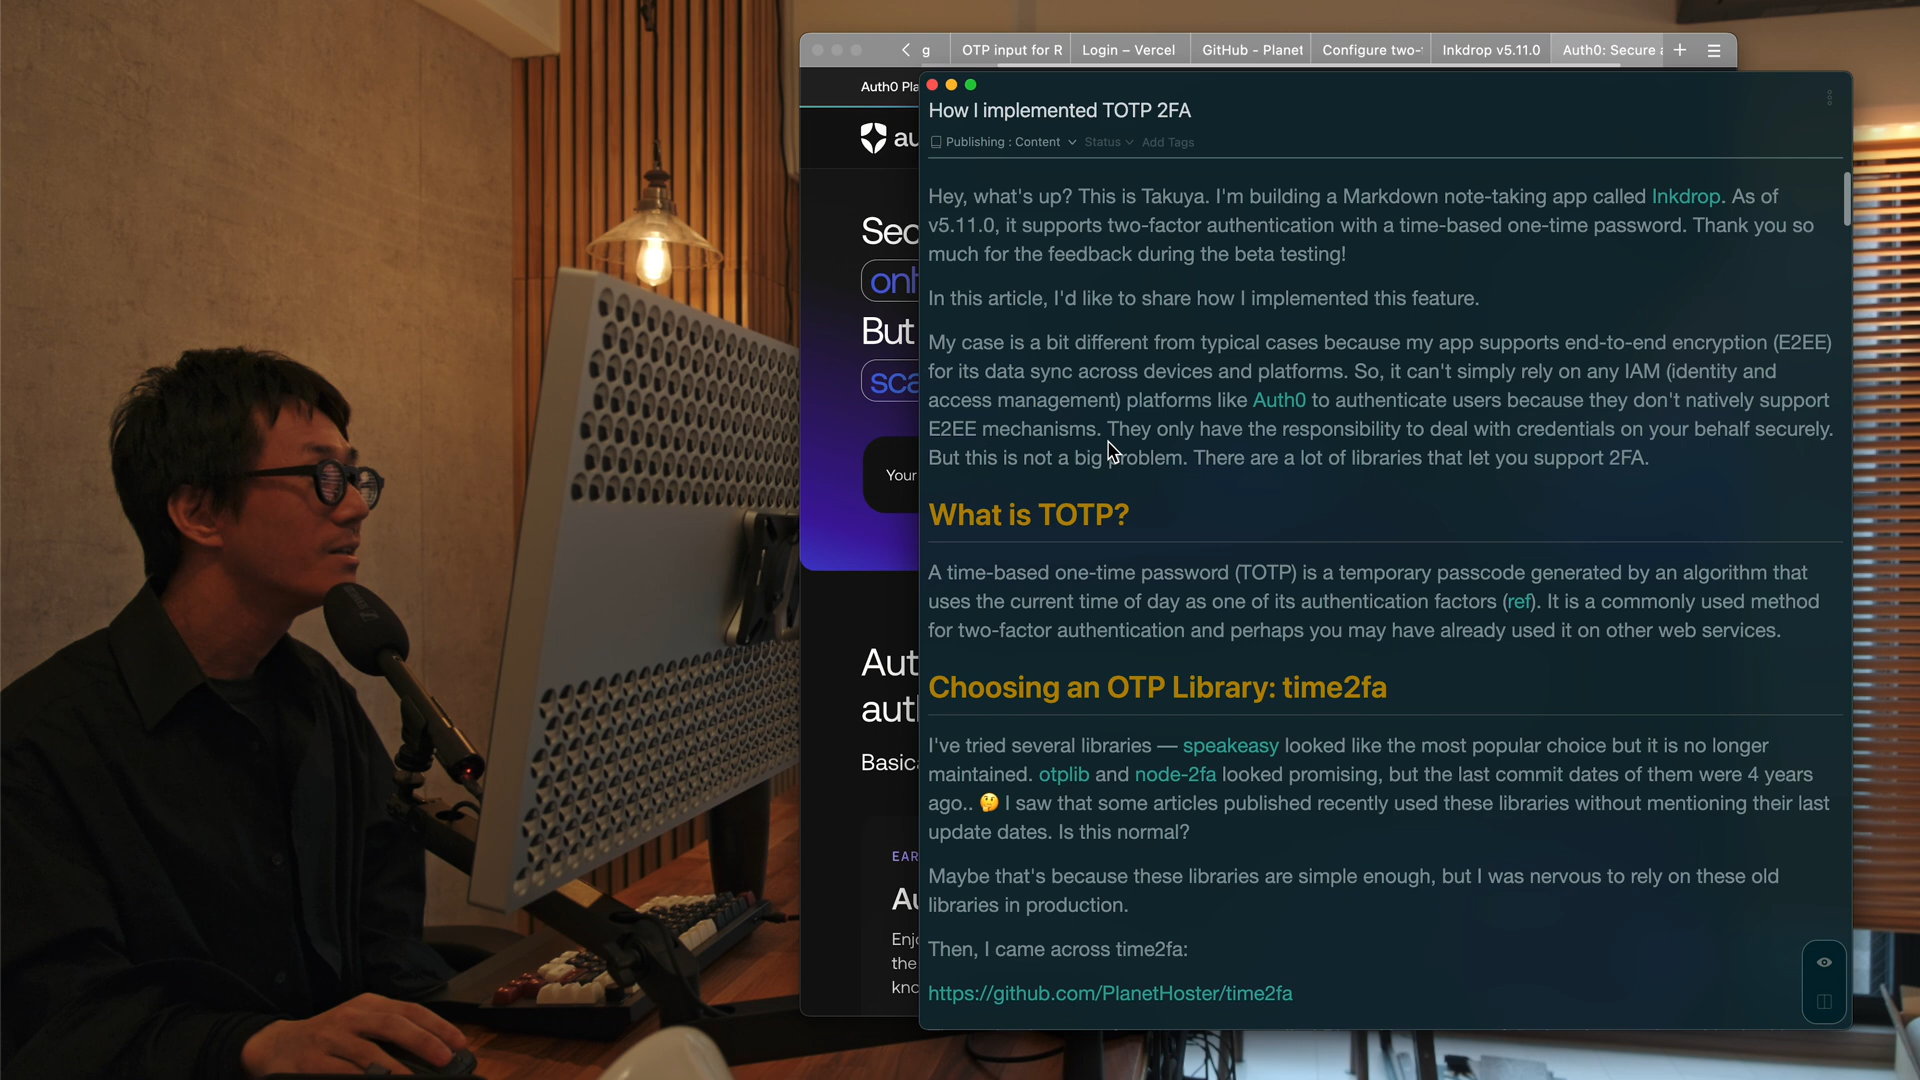 g
OTP input for R
Login – Vercel
GitHub - Planet
Configure two-
Inkdrop v5.11.0
Auth0: Secure a
Auth0 Pla
How I implemented TOTP 2FA
Publishing : Content
Status
Add Tags
au
Sec
But
sca
Your
Aut
aut
Basica
EAR
Au
Enj
the
kno
Hey, what's up? This is Takuya. I'm building a Markdown note-taking app called Inkdrop. As of
v5.11.0, it supports two-factor authentication with a time-based one-time password. Thank you so
much for the feedback during the beta testing!
In this article, I'd like to share how I implemented this feature.
My case is a bit different from typical cases because my app supports end-to-end encryption (E2EE)
for its data sync across devices and platforms. So, it can't simply rely on any IAM (identity and
access management) platforms like Auth0 to authenticate users because they don't natively support
E2EE mechanisms. They only have the responsibility to deal with credentials on your behalf securely.
But this is not a big problem. There are a lot of libraries that let you support 2FA.
What is TOTP?
A time-based one-time password (TOTP) is a temporary passcode generated by an algorithm that
uses the current time of day as one of its authentication factors (ref). It is a commonly used method
for two-factor authentication and perhaps you may have already used it on other web services.
Choosing an OTP Library: time2fa
I've tried several libraries — speakeasy looked like the most popular choice but it is no longer
maintained. otplib and node-2fa looked promising, but the last commit dates of them were 4 years
ago.. 🤔 I saw that some articles published recently used these libraries without mentioning their last
update dates. Is this normal?
Maybe that's because these libraries are simple enough, but I was nervous to rely on these old
libraries in production.
Then, I came across time2fa:
https://github.com/PlanetHoster/time2fa